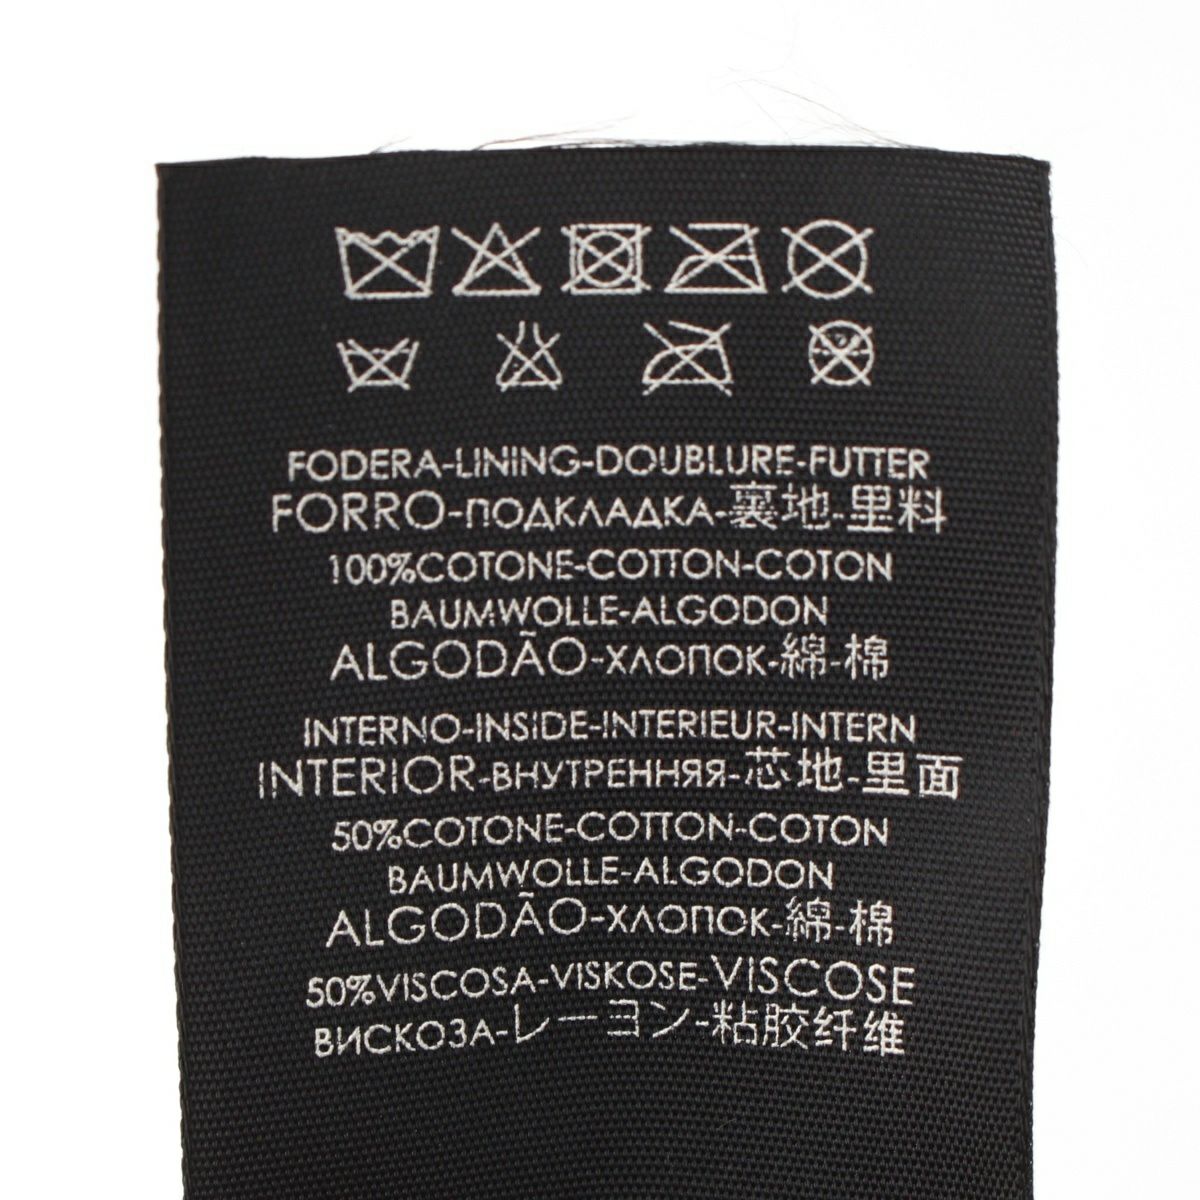 FODERA-LINING-DOUBLURE-FUTTER
FORRO-ПОДКЛАДКА-裏地-里料
100%COTONE-COTTON-COTON
BAUMWOLLE-ALGODON
ALGODÃO-ХЛОПОК-綿-棉
INTERNO-INSIDE-INTERIEUR-INTERN
INTERIOR-ВНУТРЕННЯЯ-芯地-里面
50%COTONE-COTTON-COTON
BAUMWOLLE-ALGODON
ALGODÃO-ХЛОПОК-綿-棉
50%VISCOSA-VISKOSE-VISCOSE
ВИСКОЗА-レーヨン-粘胶纤维